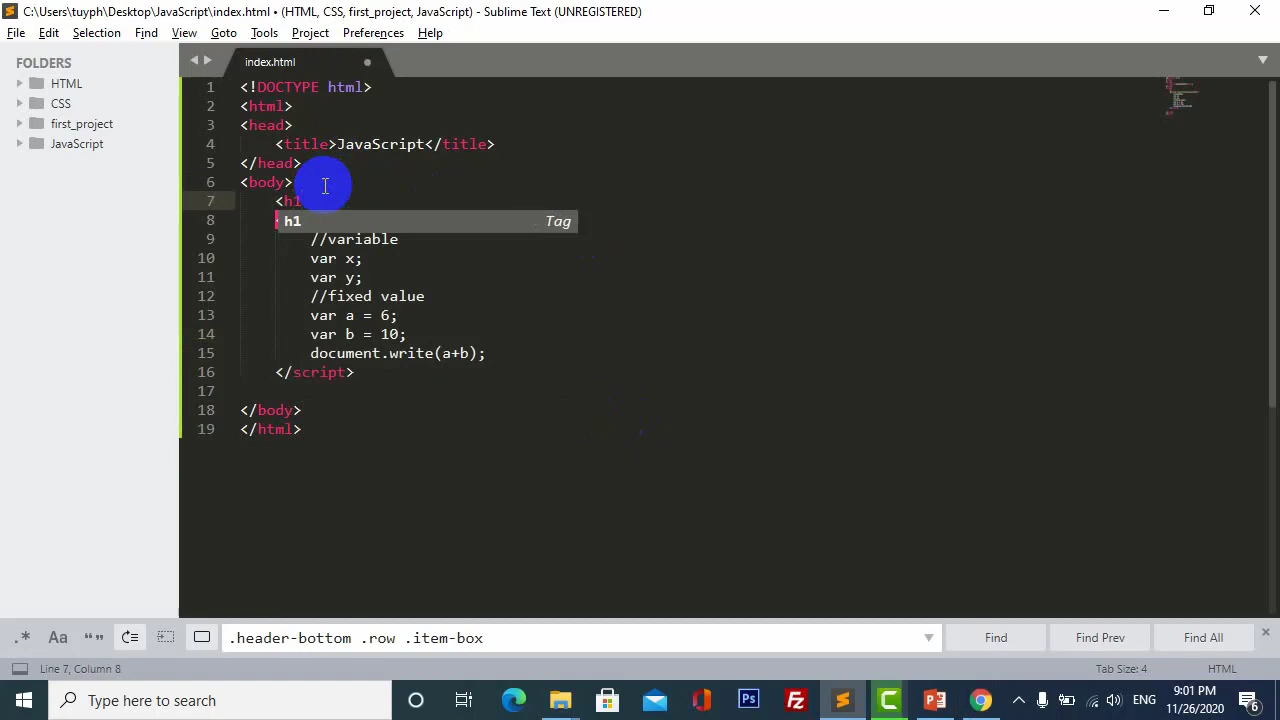 C:\Users\tuyph\Desktop\JavaScript\index.html • (HTML, CSS, first_project, JavaScript) - Sublime Text (UNREGISTERED)
File Edit Selection Find View Goto Tools Project Preferences Help
FOLDERS
HTML
CSS
first_project
JavaScript
index.html
1 <!DOCTYPE html>
2 <html>
3 <head>
4 <title>JavaScript</title>
5 </head>
6 <body>
7 <h1
8
h1 Tag
9 //variable
10 var x;
11 var y;
12 //fixed value
13 var a = 6;
14 var b = 10;
15 document.write(a+b);
16 </script>
17
18 </body>
19 </html>
.* Aa “” .header-bottom .row .item-box Find Find Prev Find All
Line 7, Column 8 Tab Size: 4 HTML
Type here to search
Ps
Fz
ENG
9:01 PM
11/26/2020
6